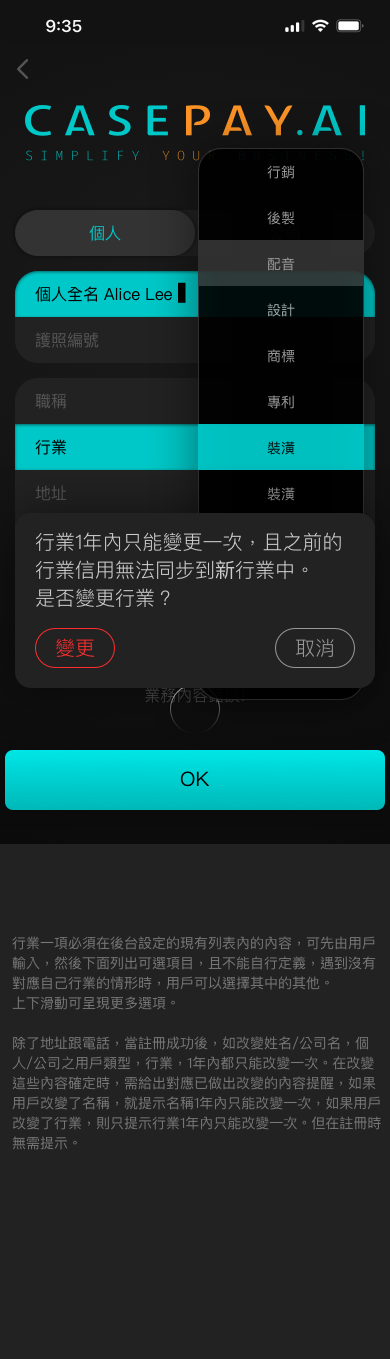 9:35
CASEPAY.AI
SIMPLIFY YOU
個人
行銷
後製
配音
個人全名 Alice Lee
設計
護照編號
商標
職稱
專利
行業
裝潢
地址
裝潢
行業1年內只能變更一次，且之前的
行業信用無法同步到新行業中。
是否變更行業？
變更
取消
業務內容
OK
行業一項必須在後台設定的現有列表內的內容，可先由用戶
輸入，然後下面列出可選項目，且不能自行定義，遇到沒有
對應自己行業的情形時，用戶可以選擇其中的其他。
上下滑動可呈現更多選項。
除了地址跟電話，當註冊成功後，如改變姓名/公司名，個
人/公司之用戶類型，行業，1年內都只能改變一次。在改變
這些內容確定時，需給出對應已做出改變的內容提醒，如果
用戶改變了名稱，就提示名稱1年內只能改變一次，如果用戶
改變了行業，則只提示行業1年內只能改變一次。但在註冊時
無需提示。